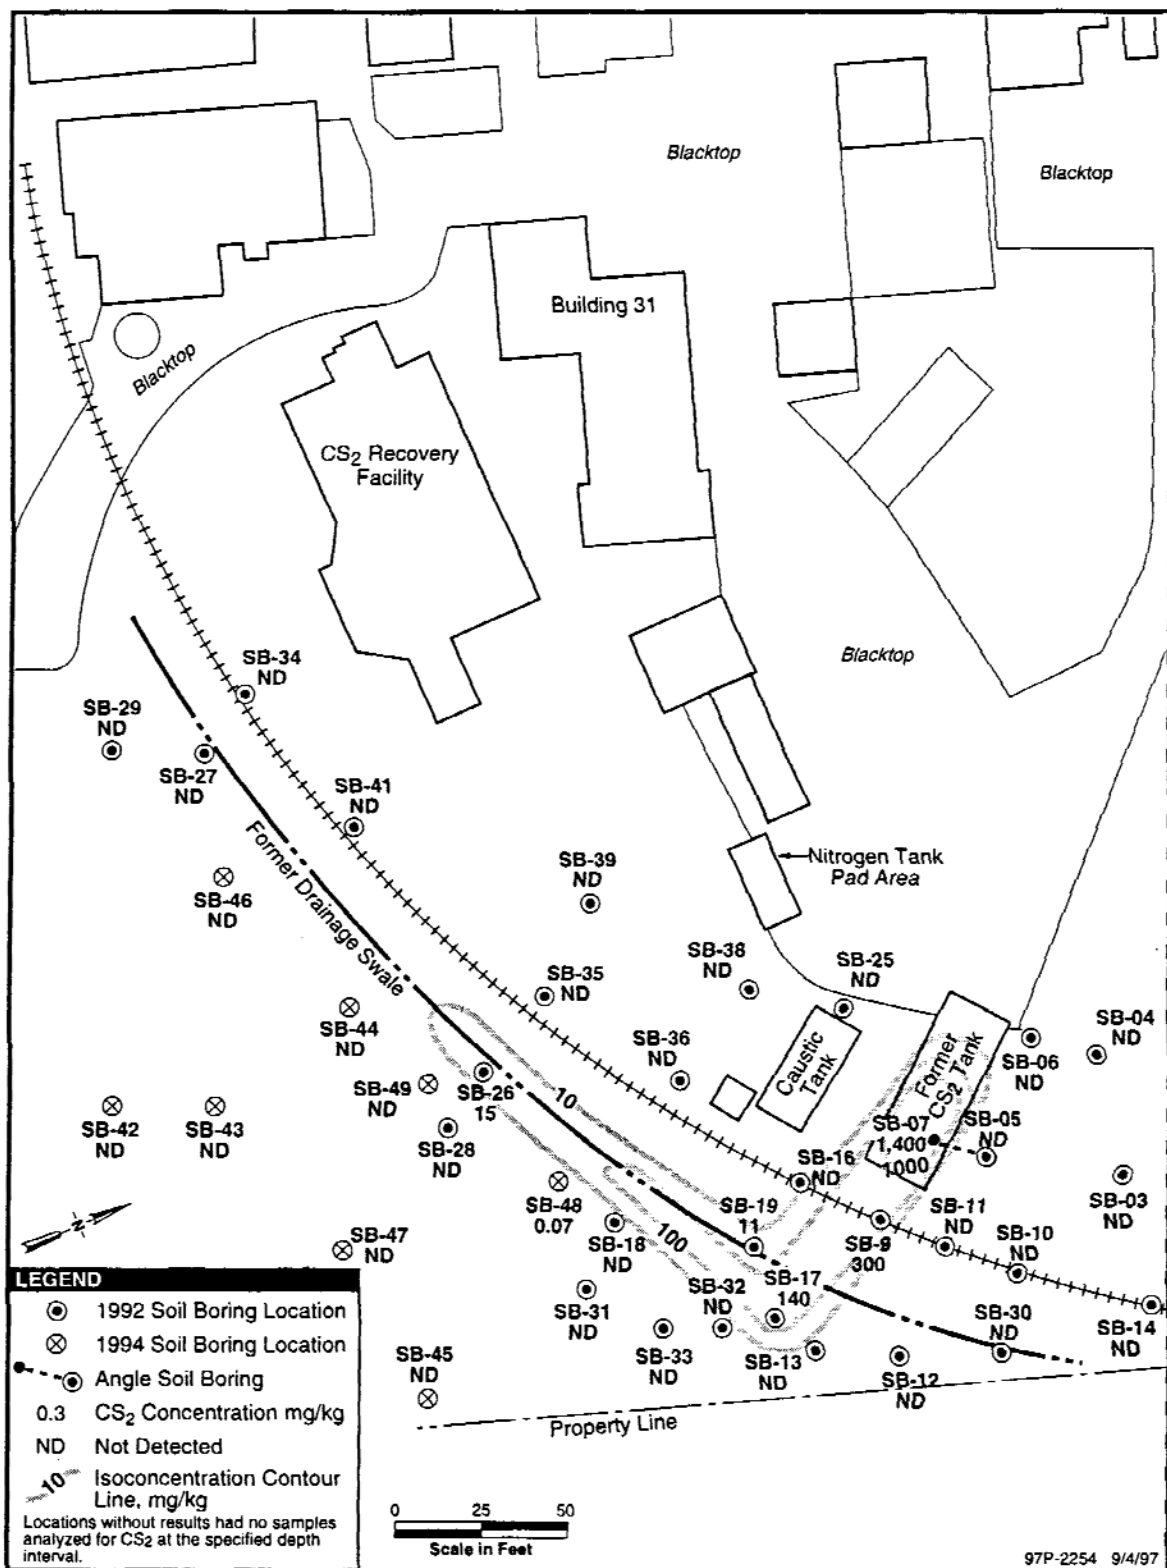 Blacktop
Blacktop
Building 31
Blacktop
CS2 Recovery
Facility
Blacktop
SB-34
ND
SB-29
ND
SB-27
ND
SB-41
ND
Former Drainage Swale
SB-46
ND
SB-39
ND
Nitrogen Tank
Pad Area
SB-38
ND
SB-25
ND
SB-35
ND
SB-44
ND
SB-36
ND
Caustic
Tank
Former
CS2 Tank
SB-06
ND
SB-04
ND
SB-49
ND
SB-26
15
10
SB-42
ND
SB-43
ND
SB-28
ND
SB-07
1,400
1000
SB-05
ND
SB-16
ND
SB-03
ND
SB-48
0.07
SB-18
ND
100
SB-19
11
SB-9
300
SB-11
ND
SB-10
ND
N
SB-47
ND
SB-31
ND
SB-32
ND
SB-17
140
SB-30
ND
SB-14
ND
SB-45
ND
SB-33
ND
SB-13
ND
SB-12
ND
Property Line
LEGEND
1992 Soil Boring Location
1994 Soil Boring Location
Angle Soil Boring
0.3 CS2 Concentration mg/kg
ND Not Detected
10 Isoconcentration Contour
Line, mg/kg
Locations without results had no samples
analyzed for CS2 at the specified depth
interval.
0 25 50
Scale in Feet
97P-2254 9/4/97